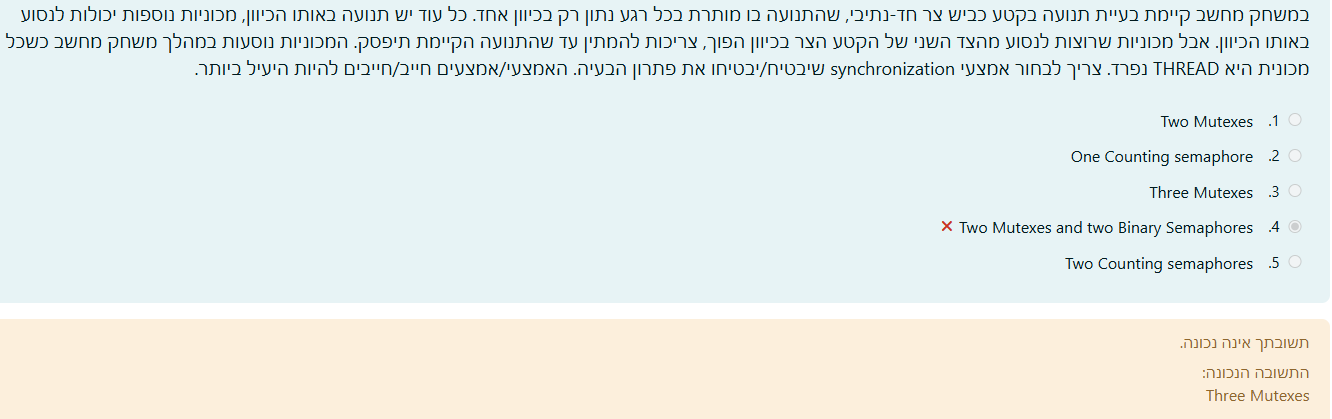 במשחק מחשב קיימת בעיית תנועה בקטע כביש צר חד-נתיבי, שהתנועה בו מותרת בכל רגע נתון רק בכיוון אחד. כל עוד יש תנועה באותו הכיוון, מכוניות נוספות יכולות לנסוע
באותו הכיוון. אבל מכוניות שרוצות לנסוע מהצד השני של הקטע הצר בכיוון הפוך, צריכות להמתין עד שהתנועה הקיימת תיפסק. המכוניות נוסעות במהלך משחק מחשב כשכל
מכונית היא THREAD נפרד. צריך לבחור אמצעי synchronization שיבטיח/יבטיחו את פתרון הבעיה. האמצעי/אמצעים חייב/חייבים להיות היעיל ביותר.
1. Two Mutexes
2. One Counting semaphore
3. Three Mutexes
4. Two Mutexes and two Binary Semaphores ✕
5. Two Counting semaphores
תשובתך אינה נכונה.
התשובה הנכונה:
Three Mutexes